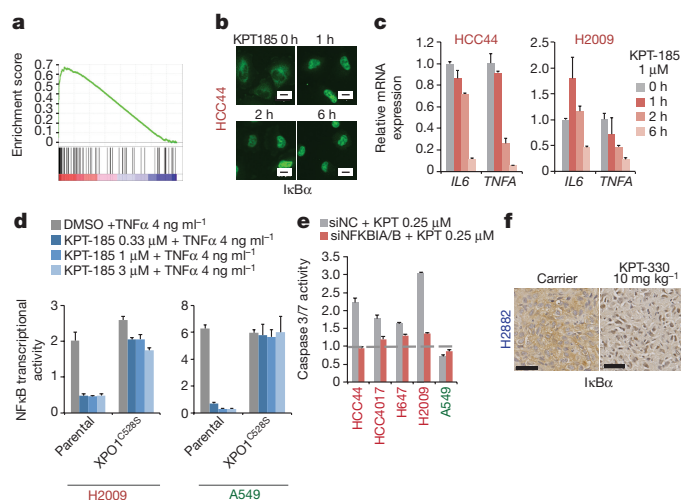 a
Enrichment score
0.7
0.6
0.5
0.4
0.3
0.2
0.1
0
b
HCC44
KPT185 0 h
1 h
2 h
6 h
IκBα
c
HCC44
H2009
Relative mRNA expression
1.0
0.8
0.6
0.4
0.2
0
IL6
TNFA
2.5
2.0
1.5
1.0
0.5
0
IL6
TNFA
KPT-185
1 μM
0 h
1 h
2 h
6 h
d
DMSO +TNFα 4 ng ml⁻¹
KPT-185 0.33 μM + TNFα 4 ng ml⁻¹
KPT-185 1 μM + TNFα 4 ng ml⁻¹
KPT-185 3 μM + TNFα 4 ng ml⁻¹
NFκB transcriptional activity
3
2
1
0
Parental
XPO1ᶜ⁵²⁸ˢ
H2009
8
6
4
2
0
Parental
XPO1ᶜ⁵²⁸ˢ
A549
e
siNC + KPT 0.25 μM
siNFKBIA/B + KPT 0.25 μM
Caspase 3/7 activity
3.5
3.0
2.5
2.0
1.5
1.0
0.5
0
HCC44
HCC4017
H647
H2009
A549
f
H2882
Carrier
KPT-330
10 mg kg⁻¹
IκBα